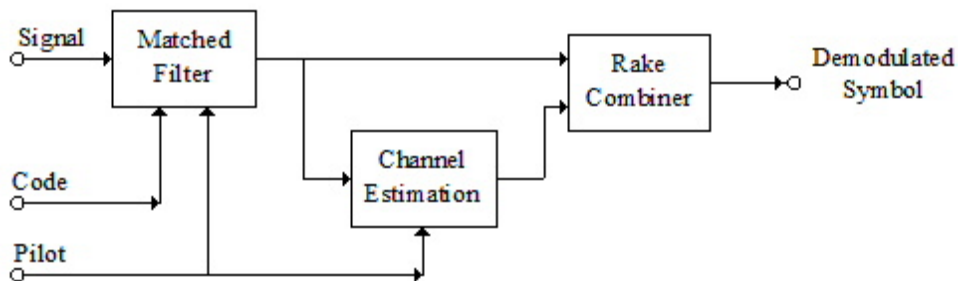 Signal
Matched
Filter
Rake
Combiner
Demodulated
Symbol
Channel
Estimation
Code
Pilot